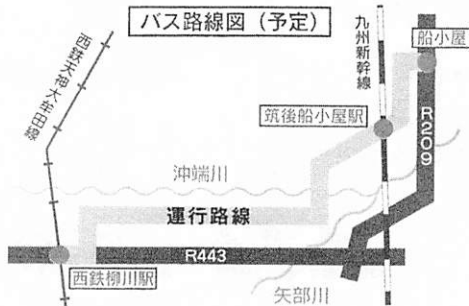 バス路線図（予定）
西鉄天神大牟田線
九州新幹線
船小屋
筑後船小屋駅
R209
沖端川
運行路線
R443
西鉄柳川駅
矢部川